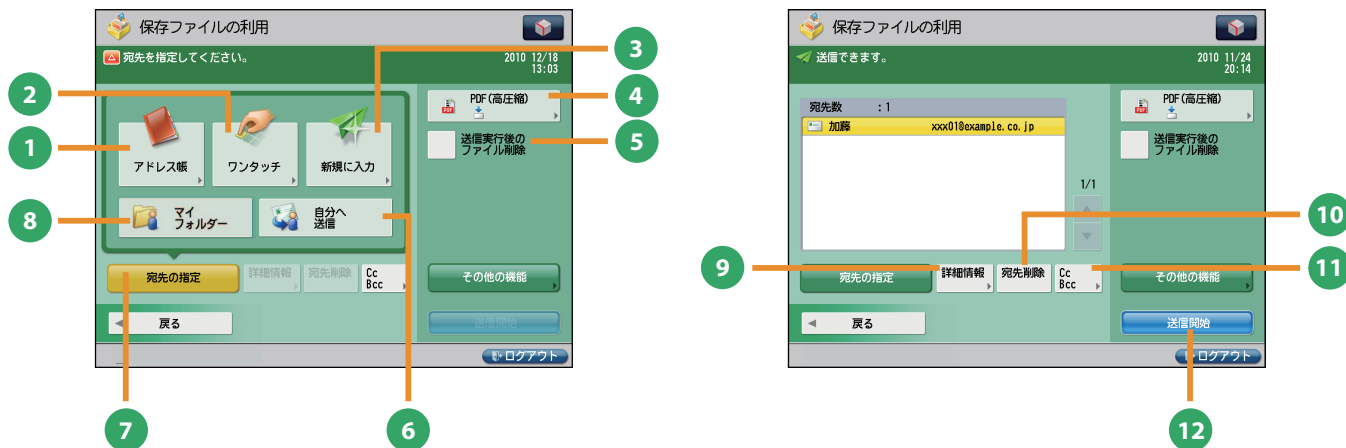 保存ファイルの利用
宛先を指定してください。
2010 12/18
13:03
3
2
PDF(高圧縮)
4
1
アドレス帳
ワンタッチ
新規に入力
送信実行後の
ファイル削除
5
8
マイ
フォルダー
自分へ
送信
宛先の指定
詳細情報
宛先削除
Cc
Bcc
その他の機能
戻る
送信開始
ログアウト
7
6
保存ファイルの利用
送信できます。
2010 11/24
20:14
宛先数 :1
PDF(高圧縮)
加藤 xxx01@example.co.jp
送信実行後の
ファイル削除
1/1
10
9
宛先の指定
詳細情報
宛先削除
Cc
Bcc
その他の機能
11
戻る
送信開始
ログアウト
12